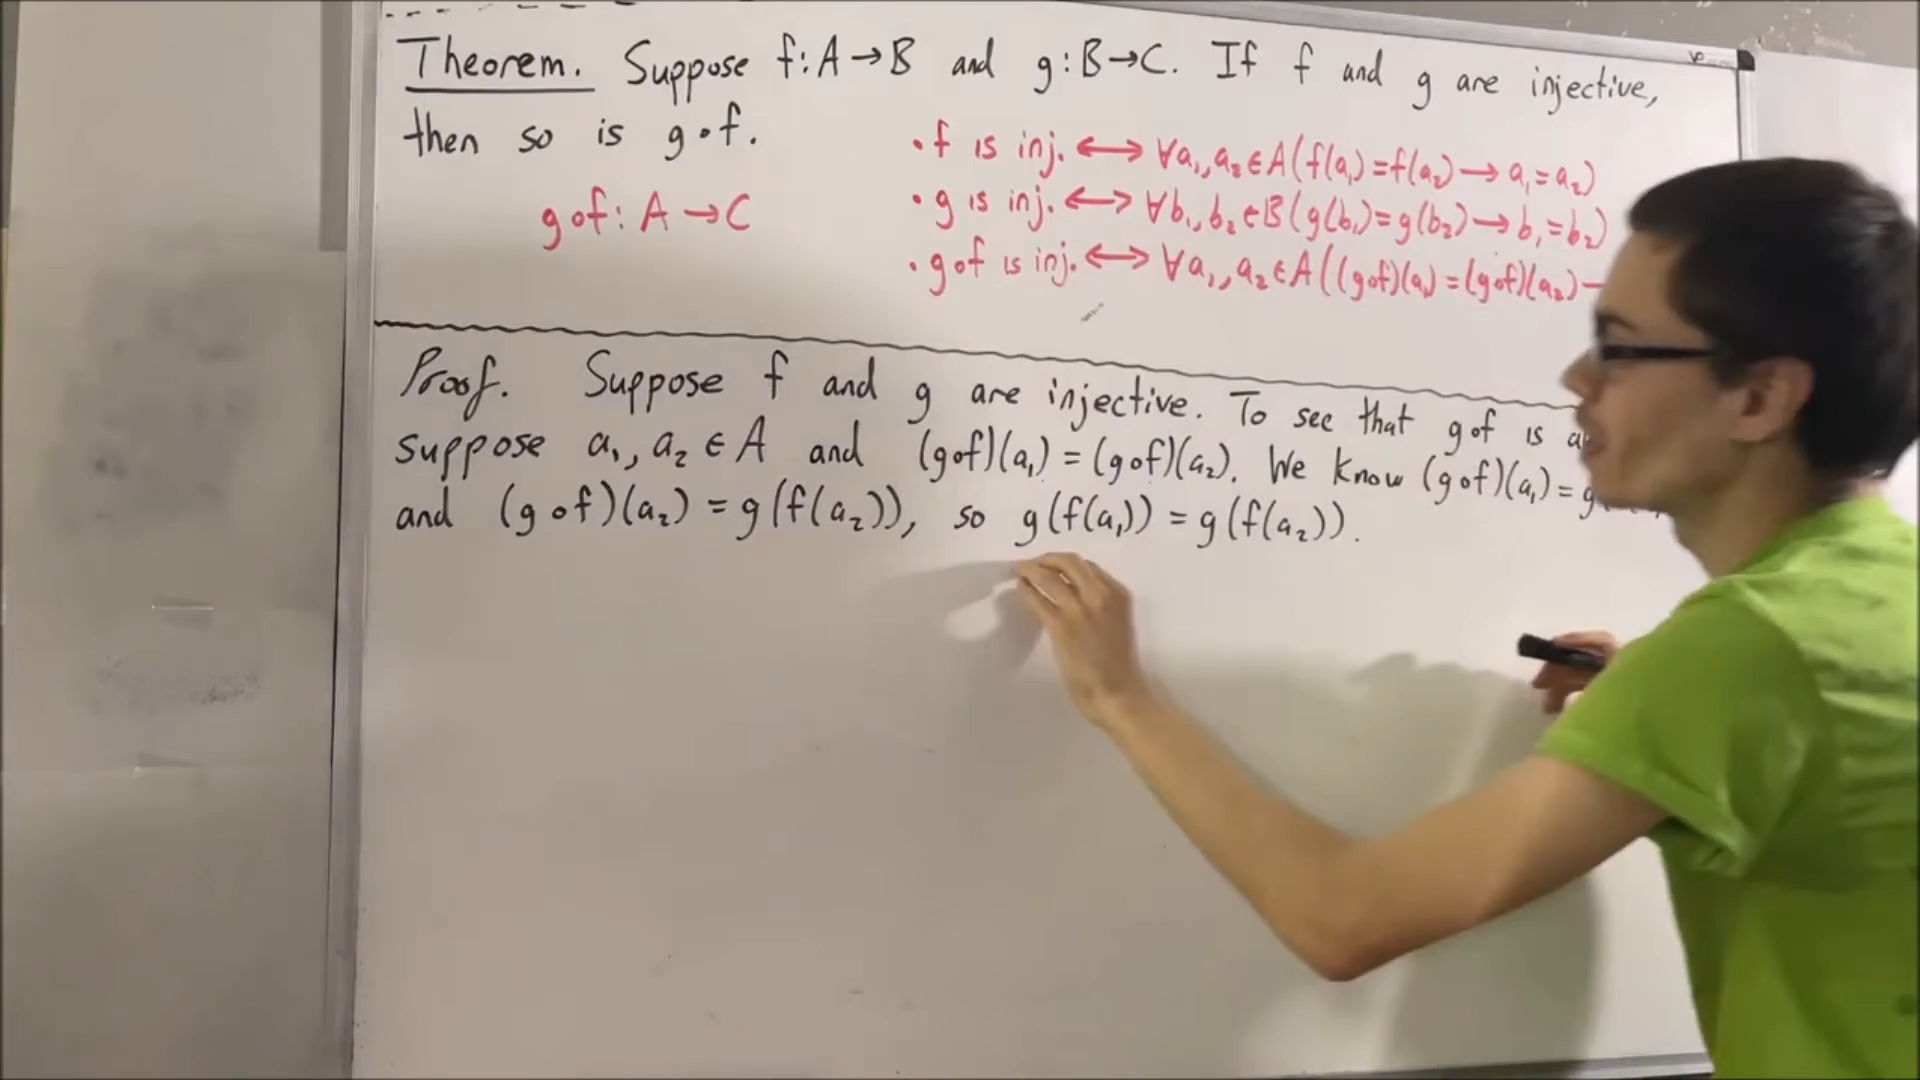 Theorem. Suppose f: A → B and g: B → C. If f and g are injective,
then so is g∘f.
g∘f: A → C
• f is inj. ⟷ ∀a₁, a₂ ∈ A (f(a₁) = f(a₂) → a₁ = a₂)
• g is inj. ⟷ ∀b₁, b₂ ∈ B (g(b₁) = g(b₂) → b₁ = b₂)
• g∘f is inj. ⟷ ∀a₁, a₂ ∈ A ((g∘f)(a₁) = (g∘f)(a₂) →
Proof. Suppose f and g are injective. To see that g∘f is
suppose a₁, a₂ ∈ A and (g∘f)(a₁) = (g∘f)(a₂). We know (g∘f)(a₁) = g
and (g∘f)(a₂) = g(f(a₂)), so g(f(a₁)) = g(f(a₂)).